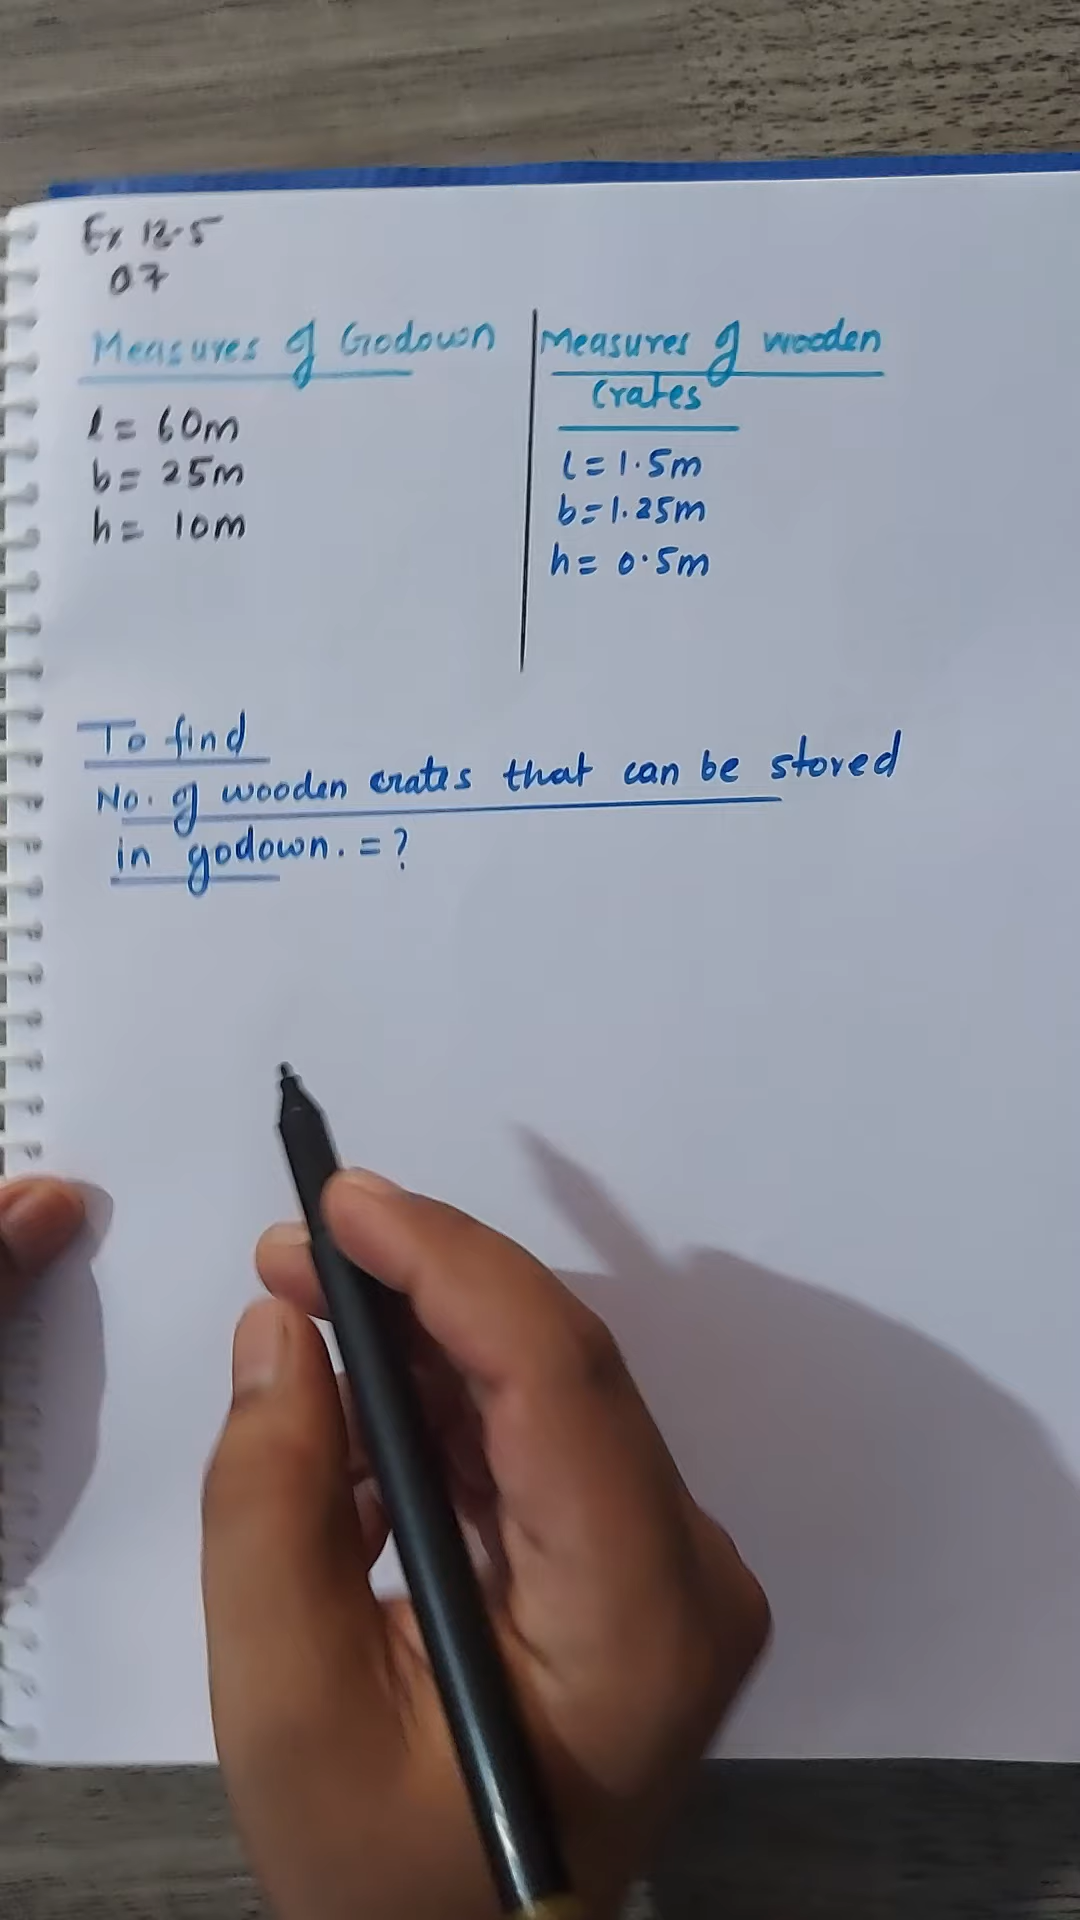 Ex 12.5
Q7
Measures of Godown
l = 60m
b = 25m
h = 10m
Measures of wooden
Crates
l = 1.5m
b = 1.25m
h = 0.5m
To find
No. of wooden crates that can be stored
in godown. = ?